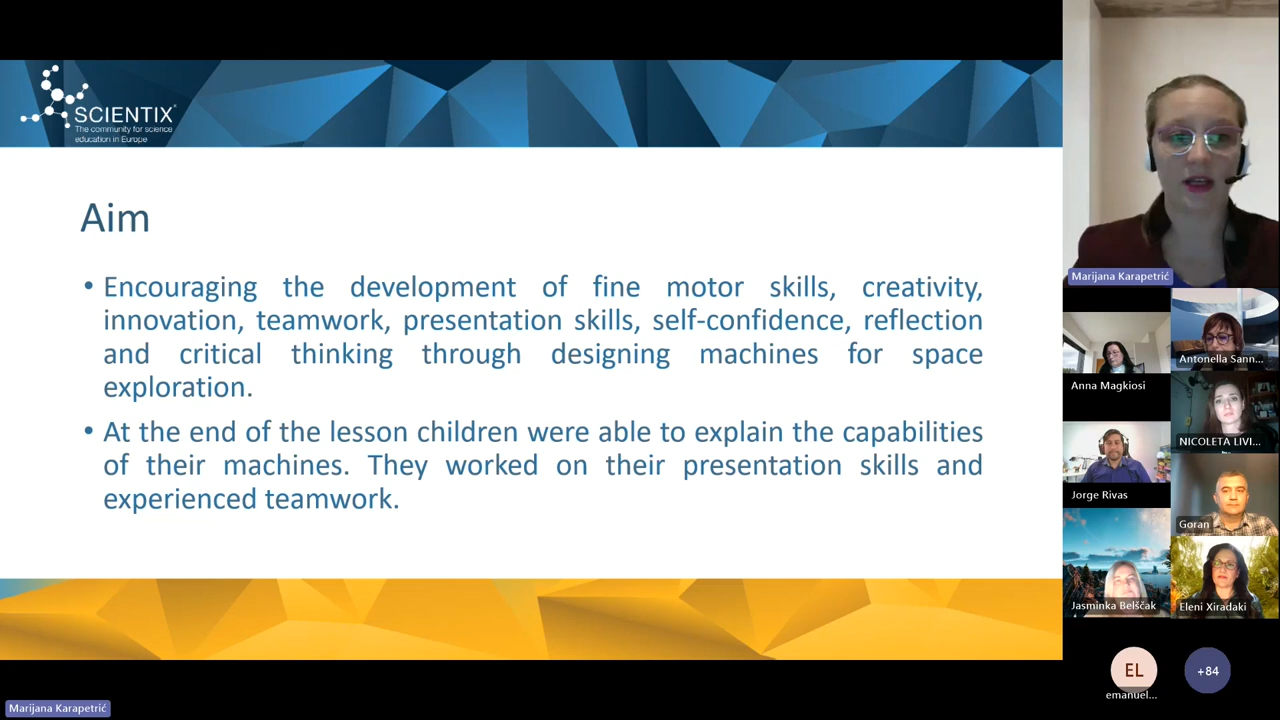 SCIENTIX®
The community for science
education in Europe
Aim
• Encouraging the development of fine motor skills, creativity,
innovation, teamwork, presentation skills, self-confidence, reflection
and critical thinking through designing machines for space
exploration.
• At the end of the lesson children were able to explain the capabilities
of their machines. They worked on their presentation skills and
experienced teamwork.
Marijana Karapetrić
Marijana Karapetrić
Anna Magkiosi
Antonella Sann...
NICOLETA LIVI...
Jorge Rivas
Goran
Jasminka Belščak
Eleni Xiradaki
EL
emanuel...
+84